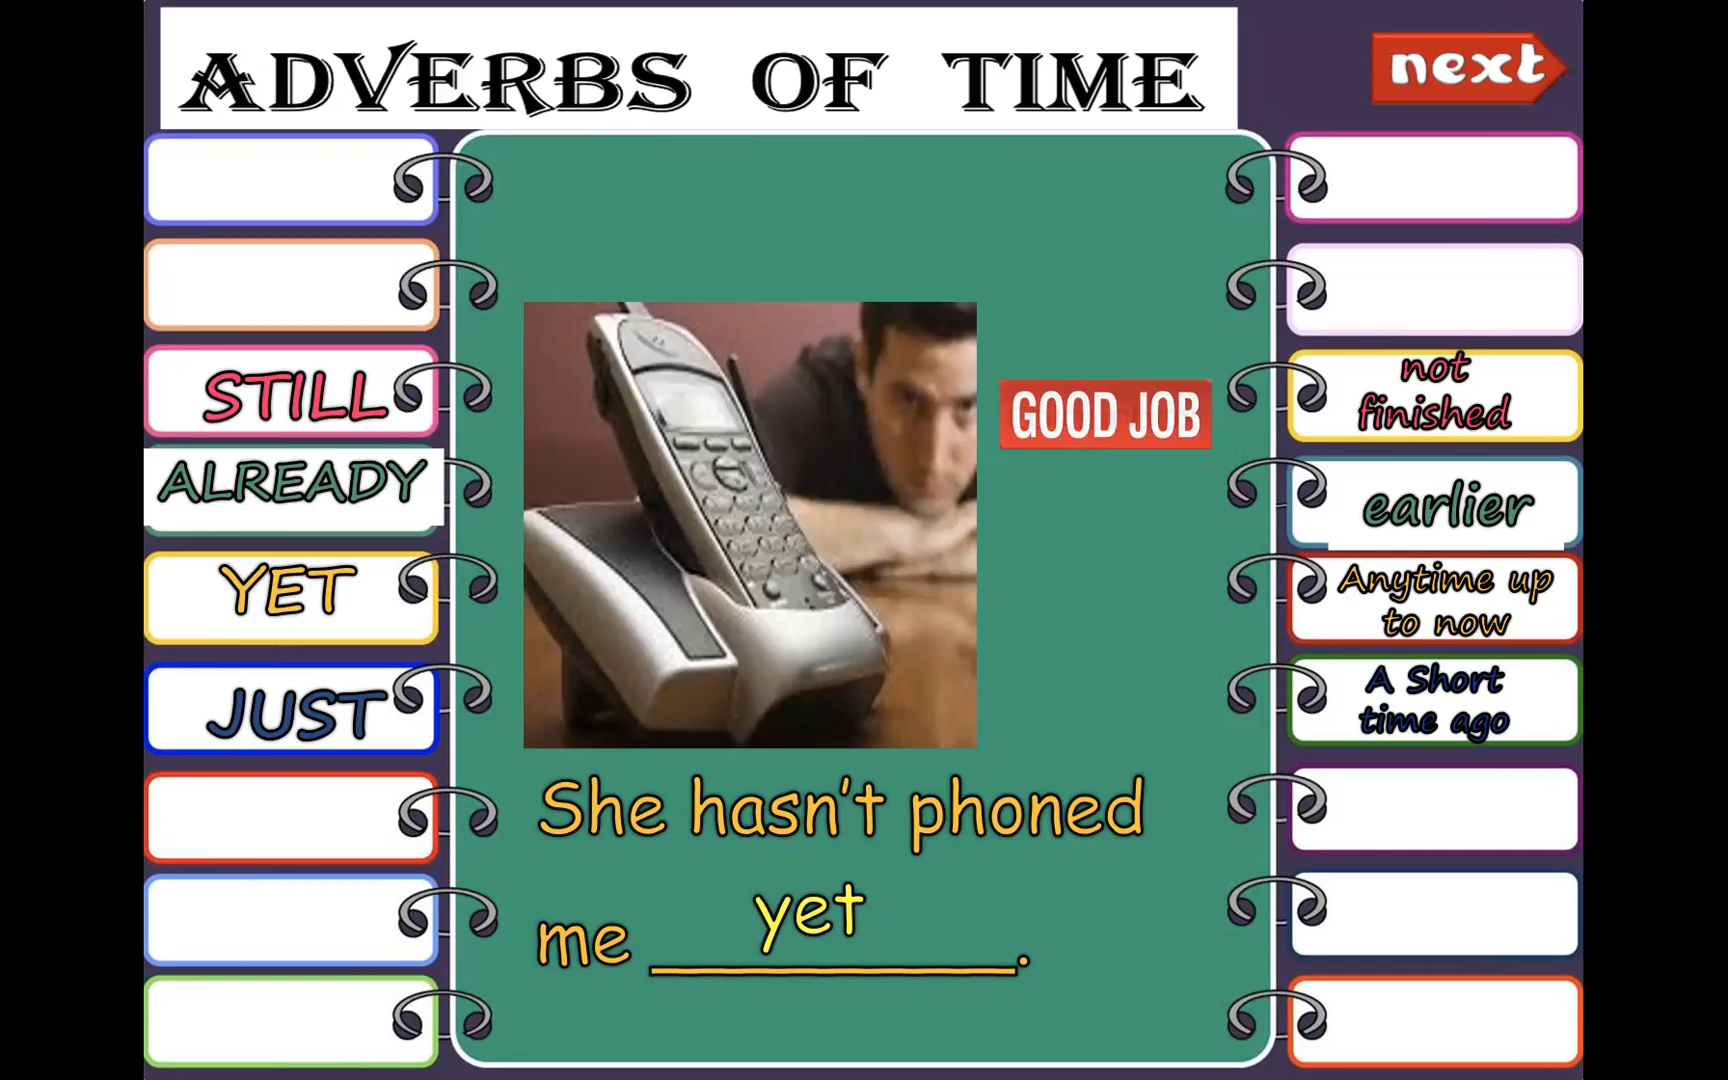 ADVERBS OF TIME
next
STILL
ALREADY
YET
JUST
GOOD JOB
She hasn't phoned
yet
me __________.
not
finished
earlier
Anytime up
to now
A Short
time ago